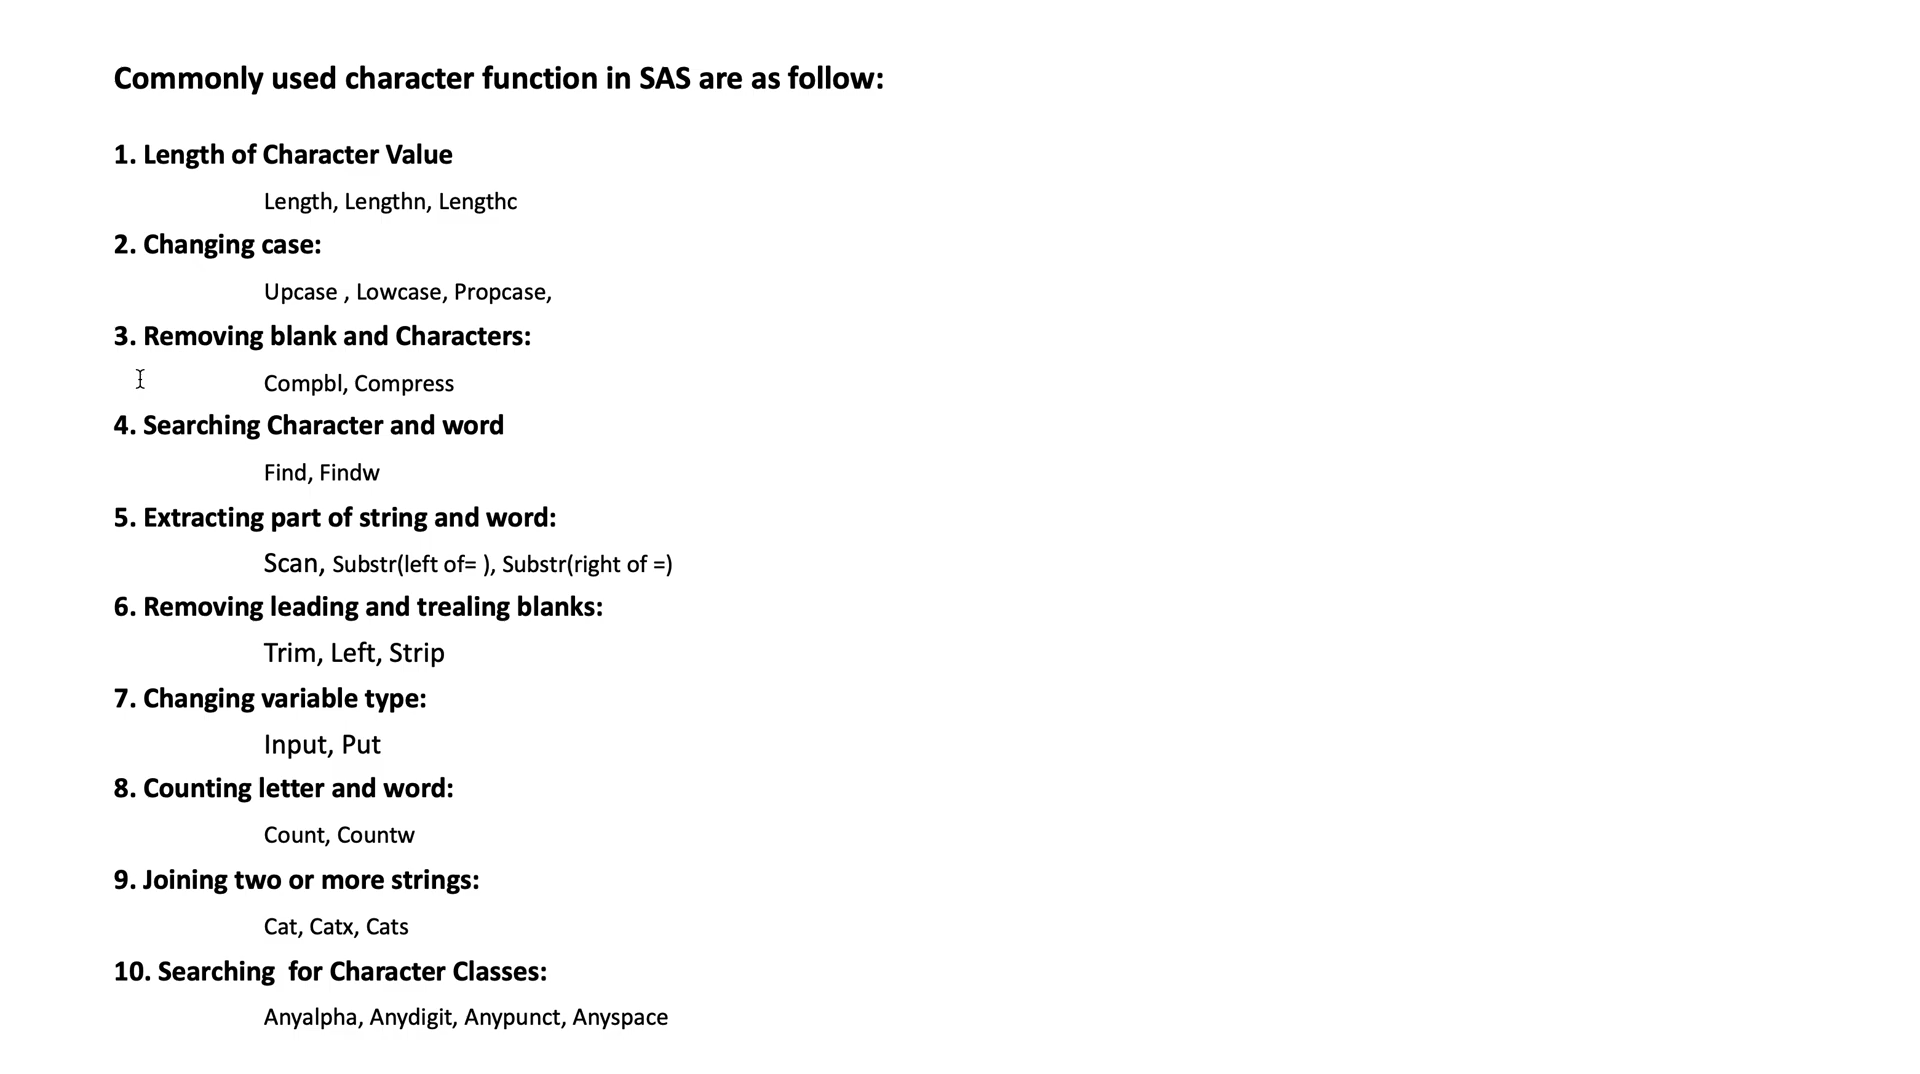 Commonly used character function in SAS are as follow:
1. Length of Character Value
Length, Lengthn, Lengthc
2. Changing case:
Upcase , Lowcase, Propcase,
3. Removing blank and Characters:
Compbl, Compress
4. Searching Character and word
Find, Findw
5. Extracting part of string and word:
Scan, Substr(left of= ), Substr(right of =)
6. Removing leading and trealing blanks:
Trim, Left, Strip
7. Changing variable type:
Input, Put
8. Counting letter and word:
Count, Countw
9. Joining two or more strings:
Cat, Catx, Cats
10. Searching  for Character Classes:
Anyalpha, Anydigit, Anypunct, Anyspace